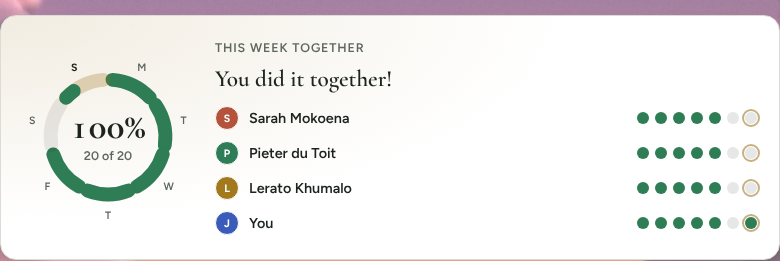 THIS WEEK TOGETHER
You did it together!
S
M
T
W
T
F
S
100%
20 of 20
S Sarah Mokoena
P Pieter du Toit
L Lerato Khumalo
J You